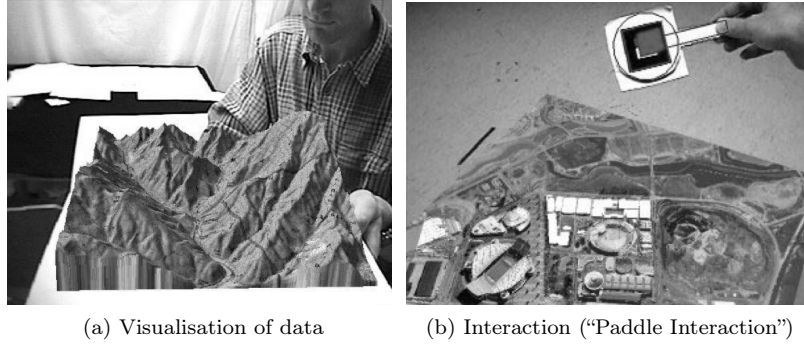 (a) Visualisation of data
(b) Interaction (“Paddle Interaction”)